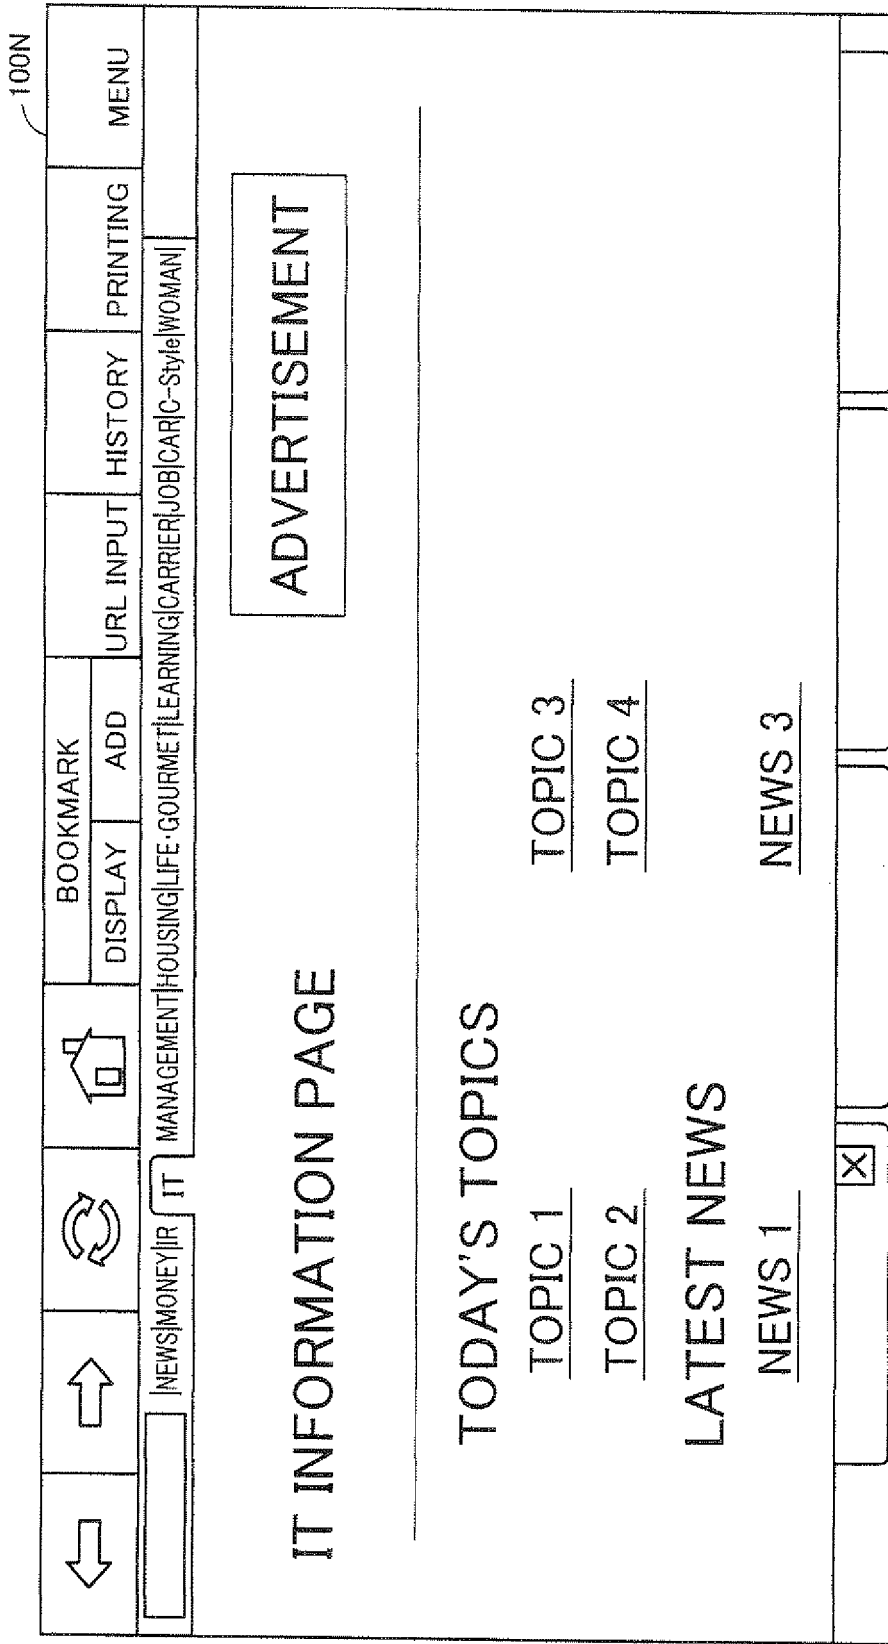 100N
BOOKMARK
DISPLAY ADD URL INPUT HISTORY PRINTING MENU
|NEWS|MONEY|IR IT MANAGEMENT|HOUSING|LIFE·GOURMET|LEARNING|CARRIER|JOB|CAR|C-Style|WOMAN|
IT INFORMATION PAGE
ADVERTISEMENT
TODAY'S TOPICS
TOPIC 1 TOPIC 3
TOPIC 2 TOPIC 4
LATEST NEWS
NEWS 1 NEWS 3